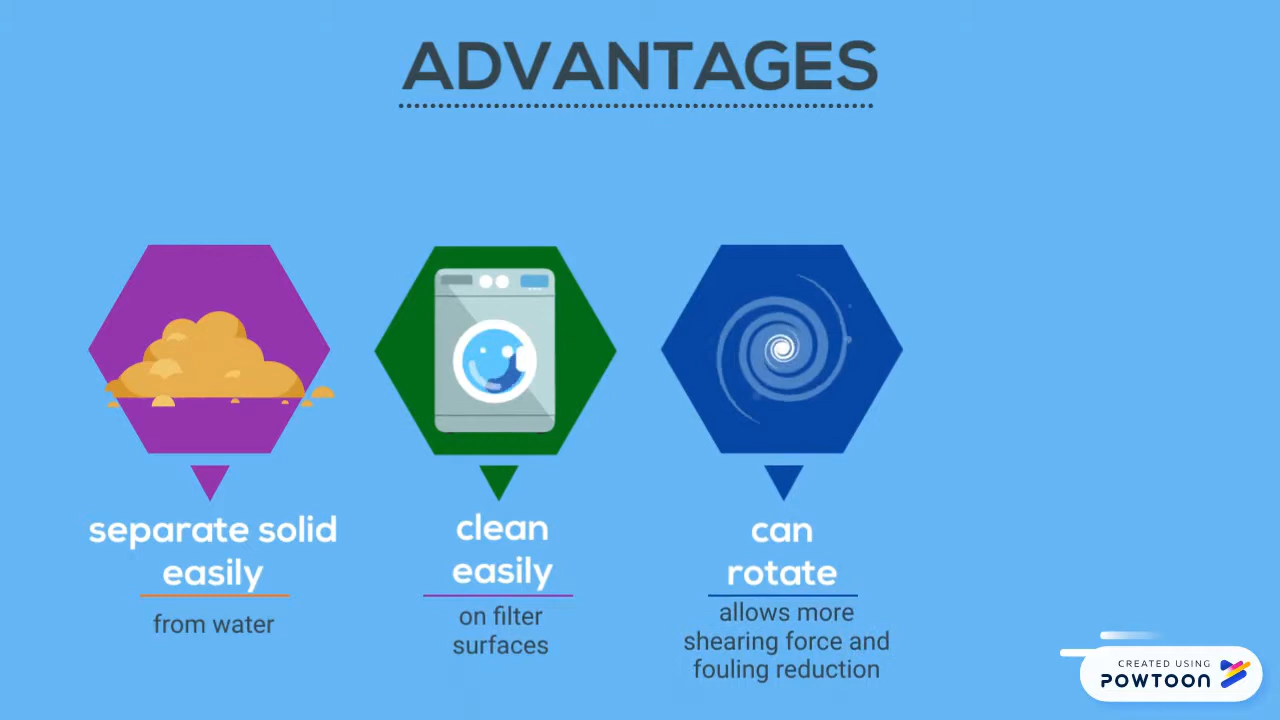 ADVANTAGES
separate solid
easily
from water
clean
easily
on filter
surfaces
can
rotate
allows more
shearing force and
fouling reduction
CREATED USING
POWTOON